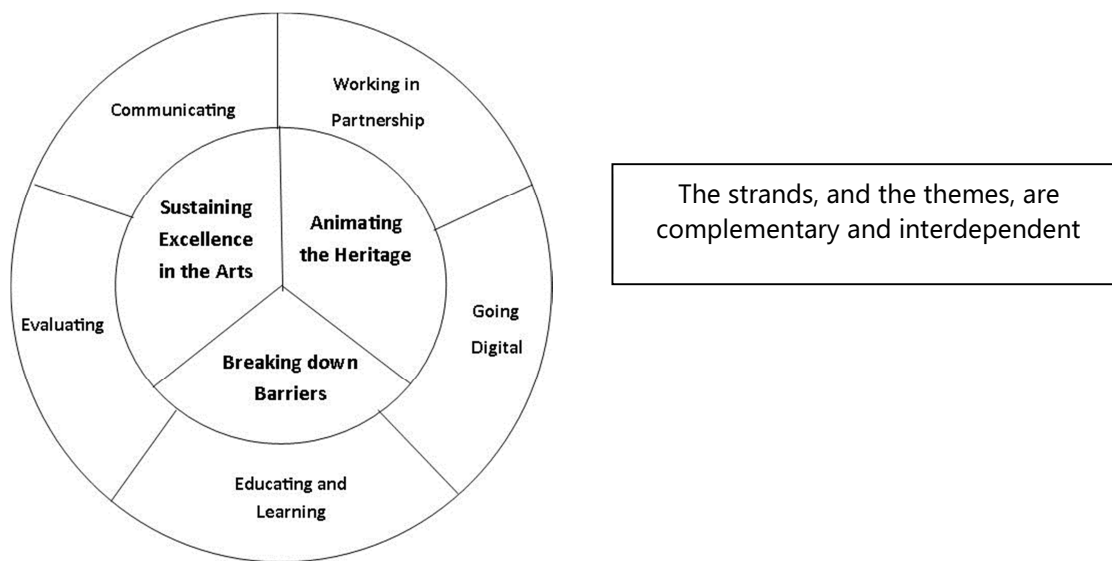 Communicating
Working in
Partnership
Sustaining
Excellence
in the Arts
Animating
the Heritage
Evaluating
Going
Digital
Breaking down
Barriers
Educating and
Learning
The strands, and the themes, are
complementary and interdependent